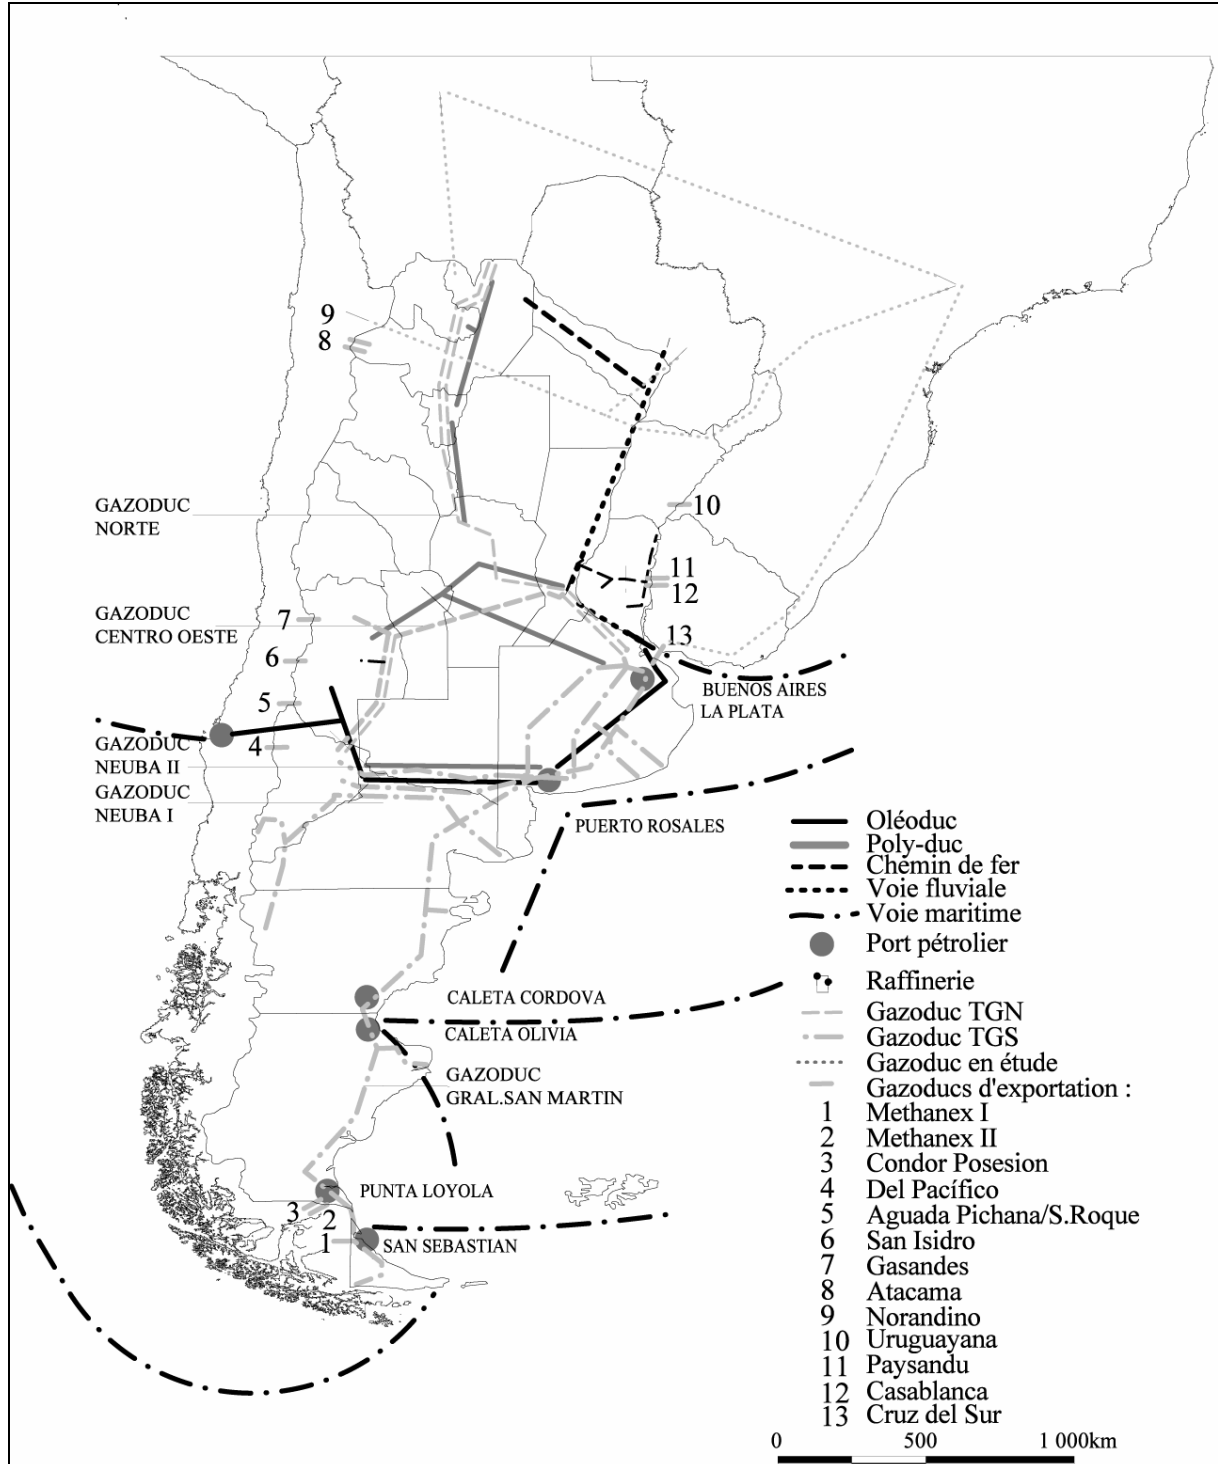 9
8
GAZODUC
NORTE
10
11
12
GAZODUC
CENTRO OESTE
7
13
6
BUENOS AIRES
LA PLATA
5
4
GAZODUC
NEUBA II
GAZODUC
NEUBA I
PUERTO ROSALES
CALETA CORDOVA
CALETA OLIVIA
GAZODUC
GRAL.SAN MARTIN
PUNTA LOYOLA
3
2
1
SAN SEBASTIAN
Oléoduc
Poly-duc
Chemin de fer
Voie fluviale
Voie maritime
Port pétrolier
Raffinerie
Gazoduc TGN
Gazoduc TGS
Gazoduc en étude
Gazoducs d'exportation :
1 Methanex I
2 Methanex II
3 Condor Posesion
4 Del Pacífico
5 Aguada Pichana/S.Roque
6 San Isidro
7 Gasandes
8 Atacama
9 Norandino
10 Uruguayana
11 Paysandu
12 Casablanca
13 Cruz del Sur
0 500 1 000km